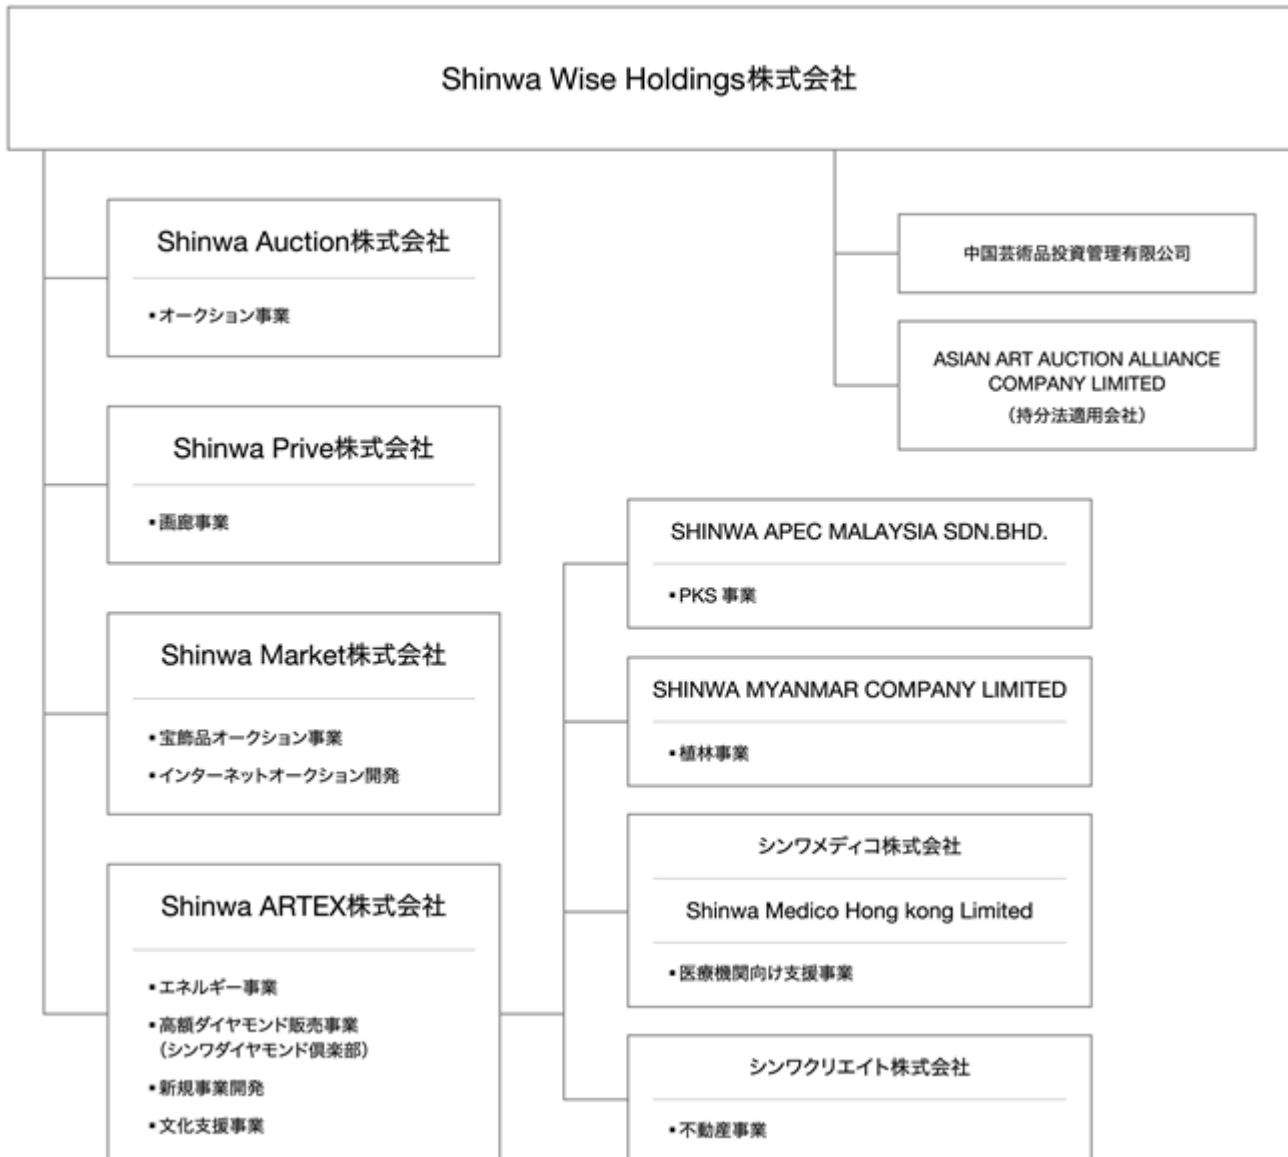 Shinwa Wise Holdings株式会社
Shinwa Auction株式会社
▪オークション事業
Shinwa Prive株式会社
▪画廊事業
Shinwa Market株式会社
▪宝飾品オークション事業
▪インターネットオークション開発
Shinwa ARTEX株式会社
▪エネルギー事業
▪高額ダイヤモンド販売事業
(シンワダイヤモンド倶楽部)
▪新規事業開発
▪文化支援事業
中国芸術品投資管理有限公司
ASIAN ART AUCTION ALLIANCE
COMPANY LIMITED
(持分法適用会社)
SHINWA APEC MALAYSIA SDN.BHD.
▪PKS 事業
SHINWA MYANMAR COMPANY LIMITED
▪植林事業
シンワメディコ株式会社
Shinwa Medico Hong kong Limited
▪医療機関向け支援事業
シンワクリエイト株式会社
▪不動産事業